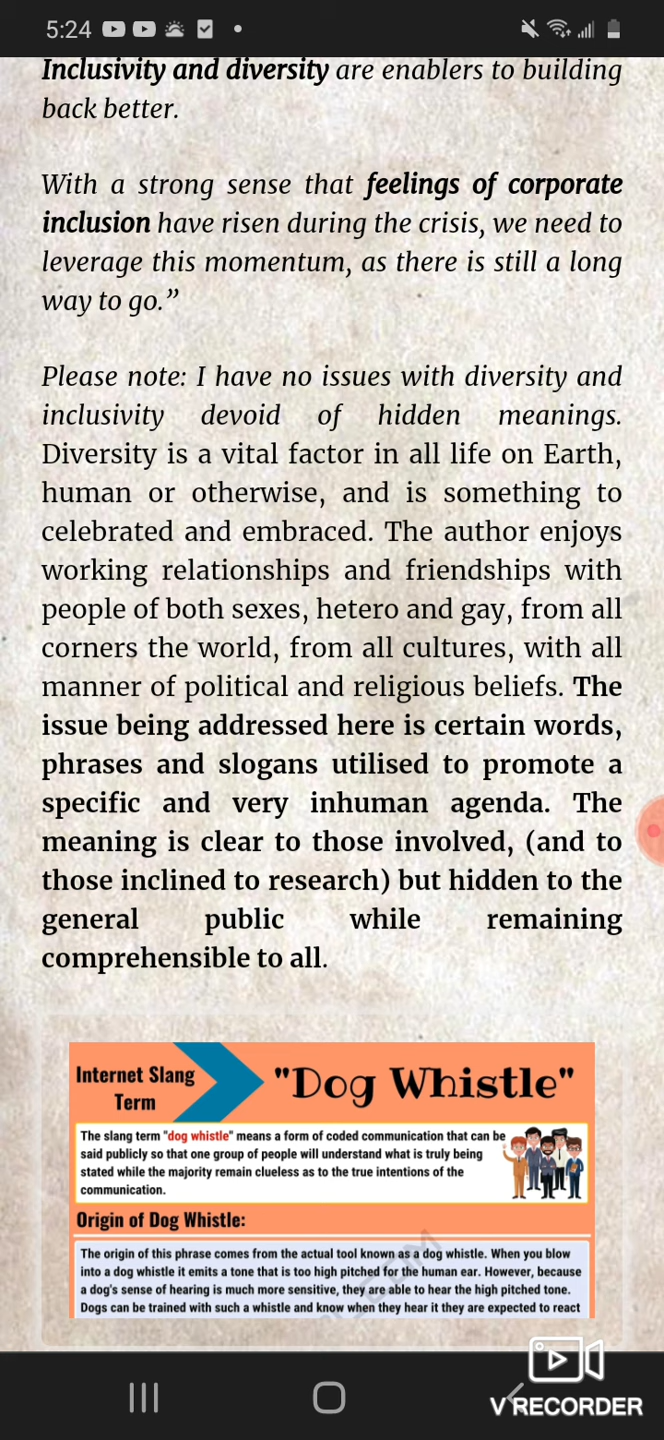 5:24
Inclusivity and diversity are enablers to building
back better.
With a strong sense that feelings of corporate
inclusion have risen during the crisis, we need to
leverage this momentum, as there is still a long
way to go.”
Please note: I have no issues with diversity and
inclusivity devoid of hidden meanings.
Diversity is a vital factor in all life on Earth,
human or otherwise, and is something to
celebrated and embraced. The author enjoys
working relationships and friendships with
people of both sexes, hetero and gay, from all
corners the world, from all cultures, with all
manner of political and religious beliefs. The
issue being addressed here is certain words,
phrases and slogans utilised to promote a
specific and very inhuman agenda. The
meaning is clear to those involved, (and to
those inclined to research) but hidden to the
general public while remaining
comprehensible to all.
Internet Slang
Term
"Dog Whistle"
The slang term "dog whistle" means a form of coded communication that can be
said publicly so that one group of people will understand what is truly being
stated while the majority remain clueless as to the true intentions of the
communication.
Origin of Dog Whistle:
The origin of this phrase comes from the actual tool known as a dog whistle. When you blow
into a dog whistle it emits a tone that is too high pitched for the human ear. However, because
a dog's sense of hearing is much more sensitive, they are able to hear the high pitched tone.
Dogs can be trained with such a whistle and know when they hear it they are expected to react
V RECORDER